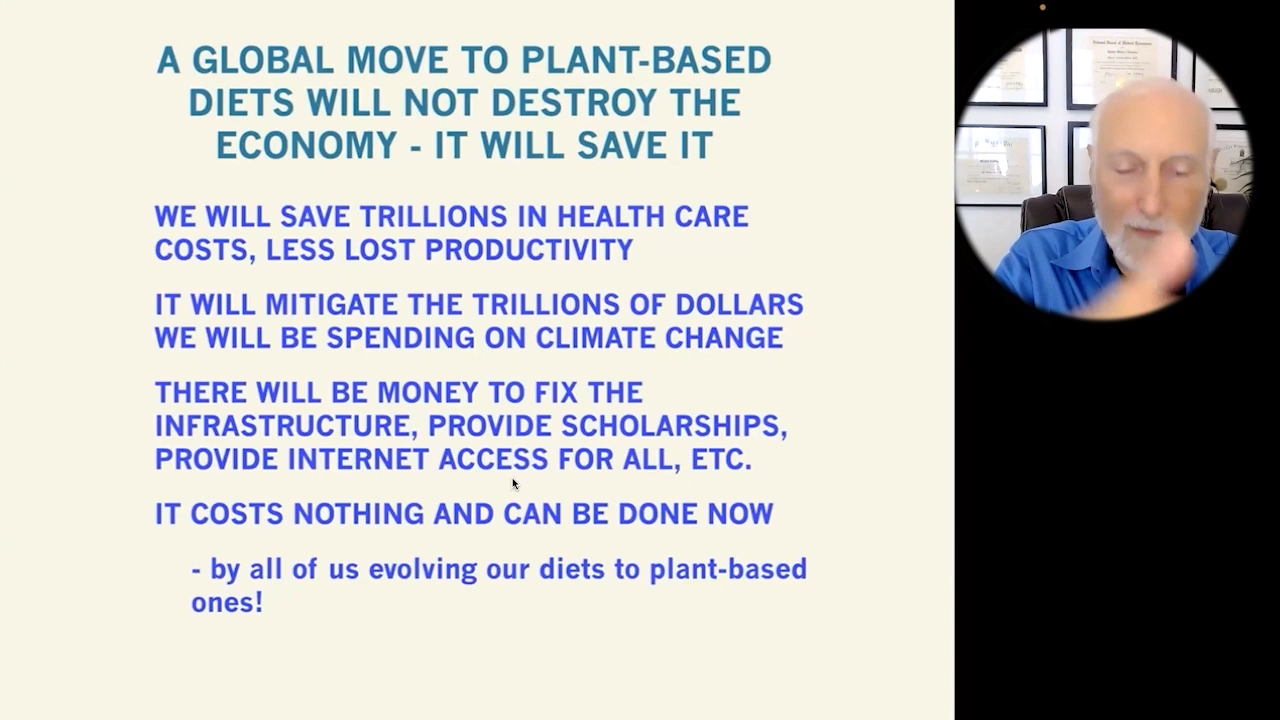 A GLOBAL MOVE TO PLANT-BASED
DIETS WILL NOT DESTROY THE
ECONOMY - IT WILL SAVE IT
WE WILL SAVE TRILLIONS IN HEALTH CARE
COSTS, LESS LOST PRODUCTIVITY
IT WILL MITIGATE THE TRILLIONS OF DOLLARS
WE WILL BE SPENDING ON CLIMATE CHANGE
THERE WILL BE MONEY TO FIX THE
INFRASTRUCTURE, PROVIDE SCHOLARSHIPS,
PROVIDE INTERNET ACCESS FOR ALL, ETC.
IT COSTS NOTHING AND CAN BE DONE NOW
- by all of us evolving our diets to plant-based
ones!